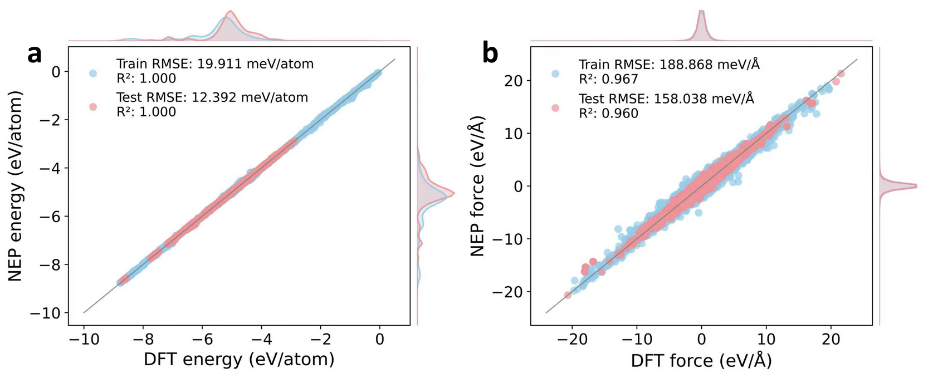 a
Train RMSE: 19.911 meV/atom
R²: 1.000
Test RMSE: 12.392 meV/atom
R²: 1.000
NEP energy (eV/atom)
0
−2
−4
−6
−8
−10
−10 −8 −6 −4 −2 0
DFT energy (eV/atom)
b
Train RMSE: 188.868 meV/Å
R²: 0.967
Test RMSE: 158.038 meV/Å
R²: 0.960
NEP force (eV/Å)
20
10
0
−10
−20
−20 −10 0 10 20
DFT force (eV/Å)